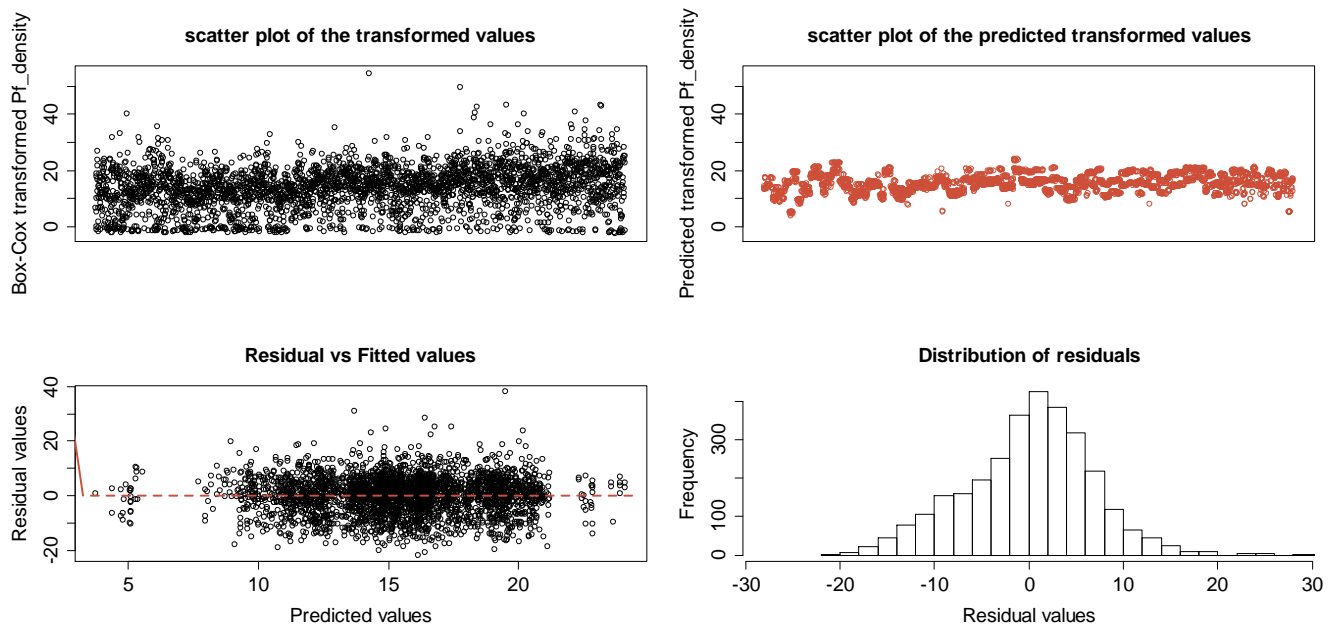 scatter plot of the transformed values
Box-Cox transformed Pf_density
0 20 40
scatter plot of the predicted transformed values
Predicted transformed Pf_density
0 20 40
Residual vs Fitted values
Residual values
-20 0 20 40
5 10 15 20
Predicted values
Distribution of residuals
Frequency
0 100 300
-30 -20 -10 0 10 20 30
Residual values